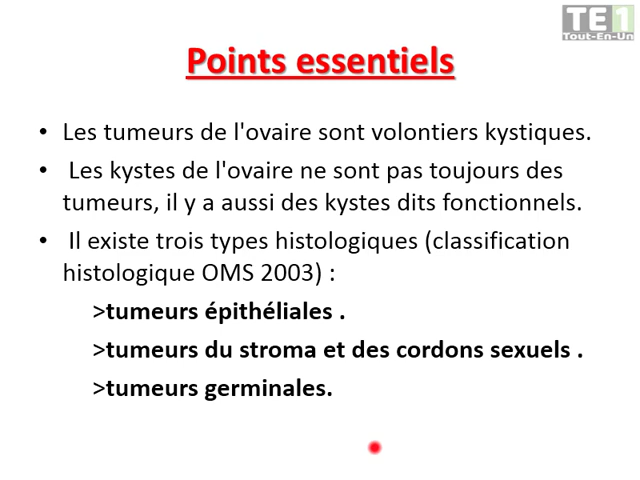 TE1
Tout-En-Un
Points essentiels
• Les tumeurs de l'ovaire sont volontiers kystiques.
• Les kystes de l'ovaire ne sont pas toujours des
tumeurs, il y a aussi des kystes dits fonctionnels.
• Il existe trois types histologiques (classification
histologique OMS 2003) :
>tumeurs épithéliales .
>tumeurs du stroma et des cordons sexuels .
>tumeurs germinales.